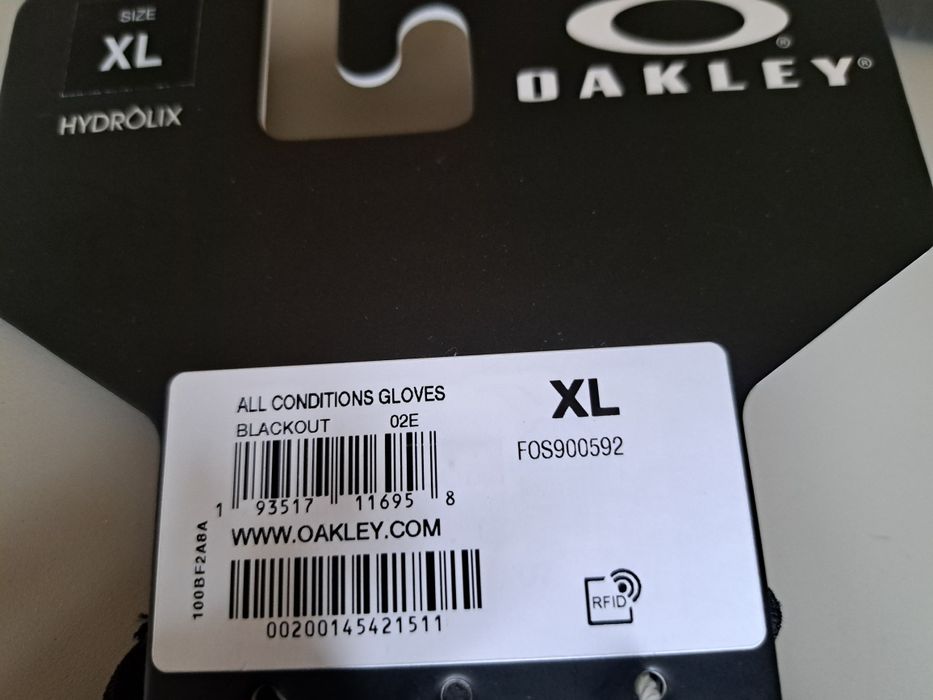 SIZE
XL
HYDRÔLIX
OAKLEY®
ALL CONDITIONS GLOVES
BLACKOUT 02E
XL
FOS900592
1 93517 11695 8
WWW.OAKLEY.COM
100BF2A8A
00200145421511
RFID